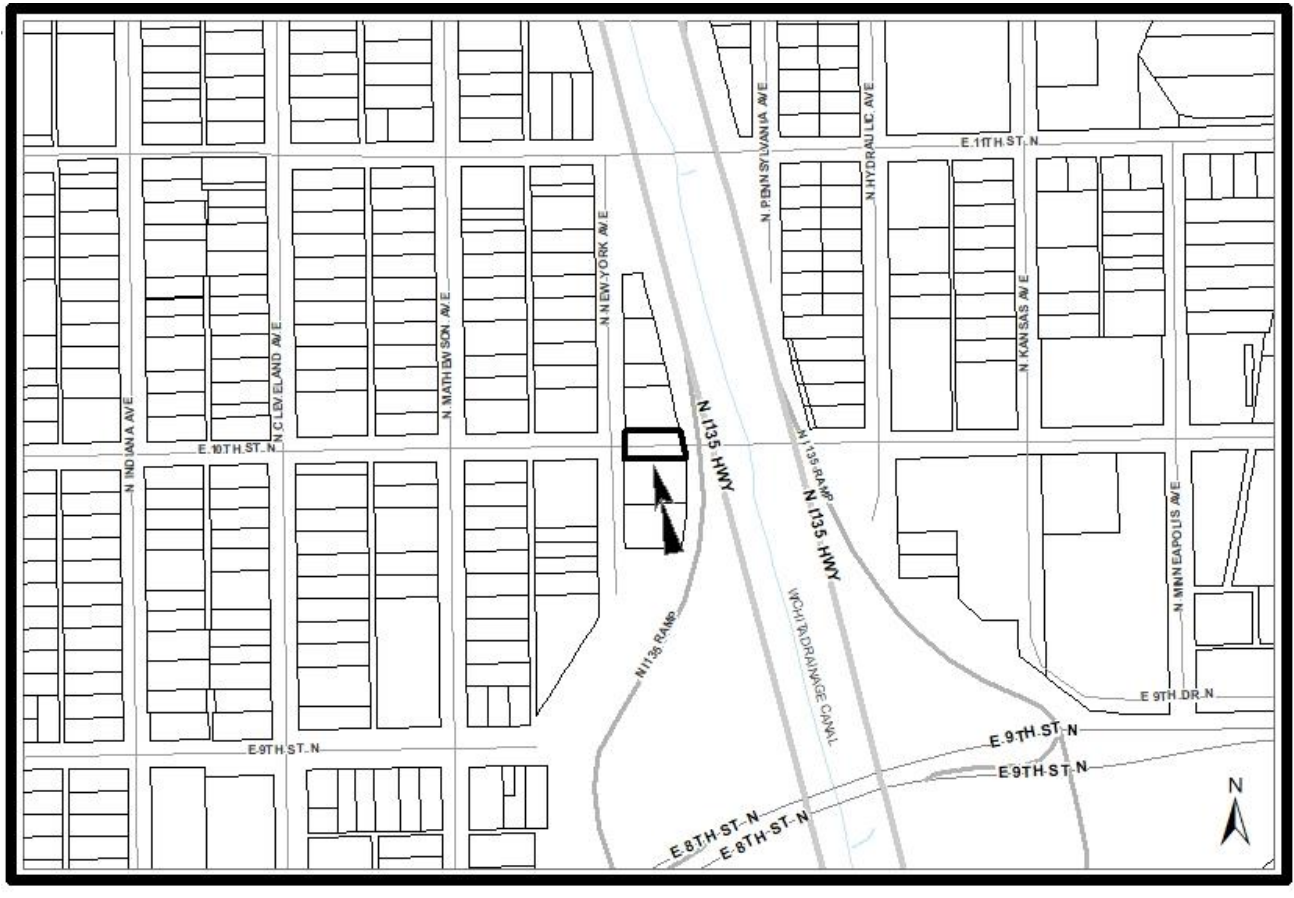 E 11TH ST N
N PENNSYLVANIA AVE
N HYDRAULIC AVE
N NEW YORK AVE
N KANSAS AVE
N MATHEWSON AVE
N CLEVELAND AVE
N INDIANA AVE
E 10TH ST N
N I135 HWY
N I135 RAMP
N I135 HWY
N MINNEAPOLIS AVE
WICHITA DRAINAGE CANAL
N I135 RAMP
E 9TH DR N
E 9TH ST N
E 9TH ST N
E 9TH ST N
E 8TH ST N
E 8TH ST N
N